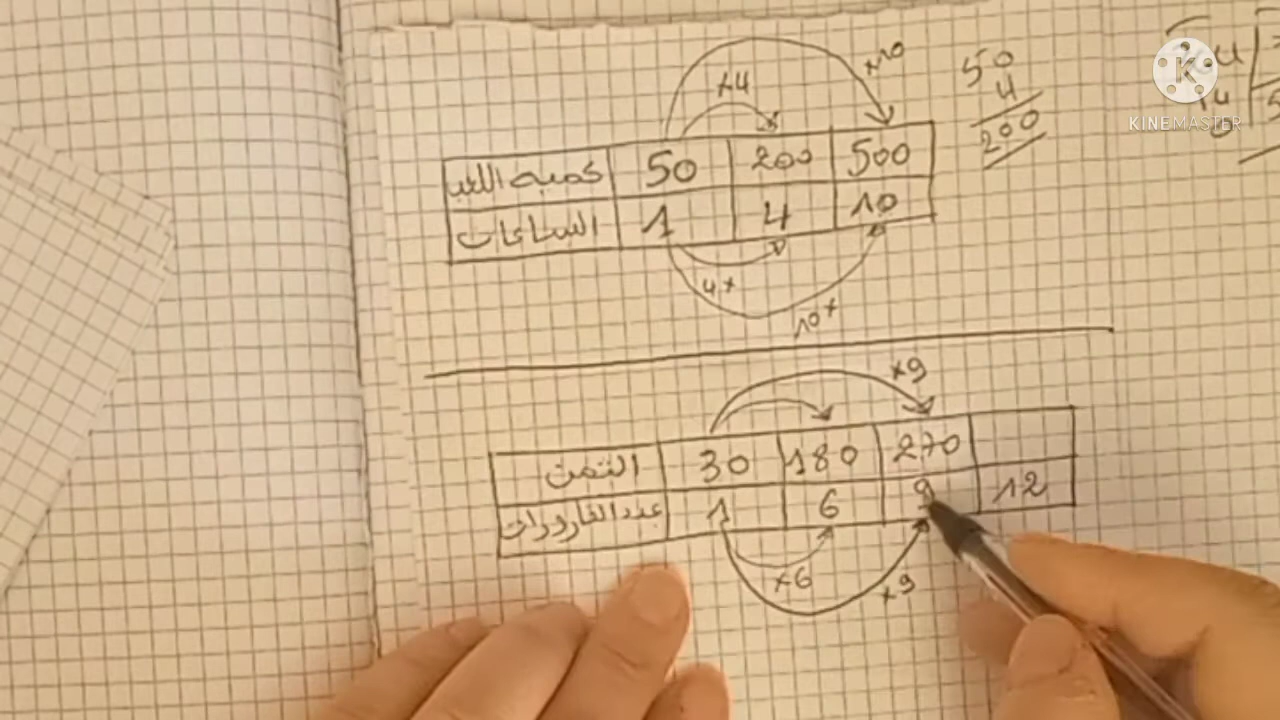 50
4
200
×4
×10
كمية اللعب 50 200 500
الساعات 1 4 10
4×
10×
×9
الثمن 30 180 270
عدد القارورات 1 6 9 12
×6
×9
KINEMASTER